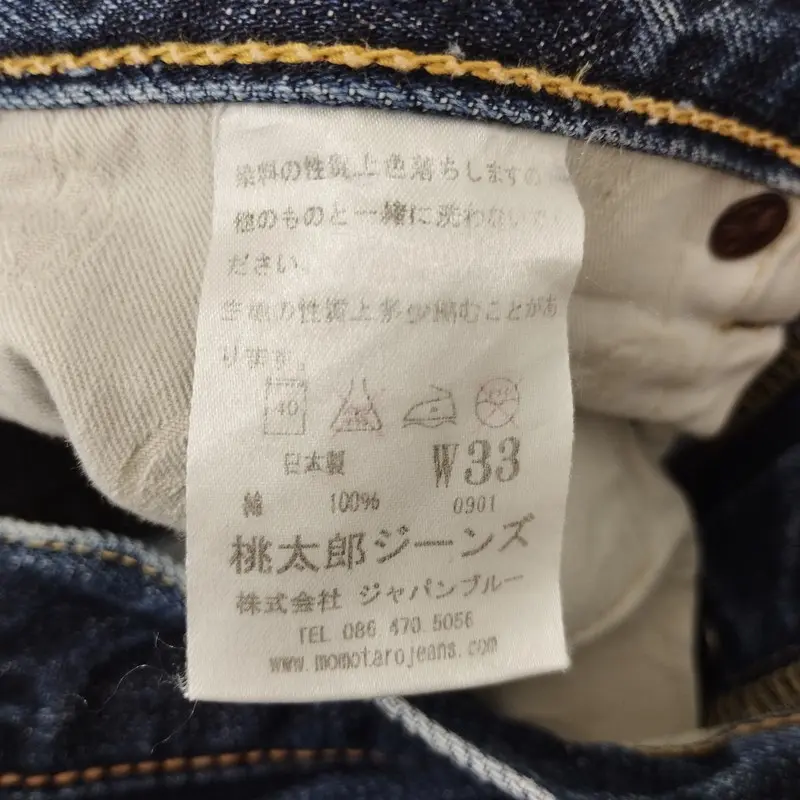 染料の性質上色落ちしますの
他のものと一緒に洗わないで
ださい。
生地の性質上多少縮むことがあ
ります。
40
日本製 W33
綿 100% 0901
桃太郎ジーンズ
株式会社 ジャパンブルー
TEL 086.470.5056
www.momotarojeans.com